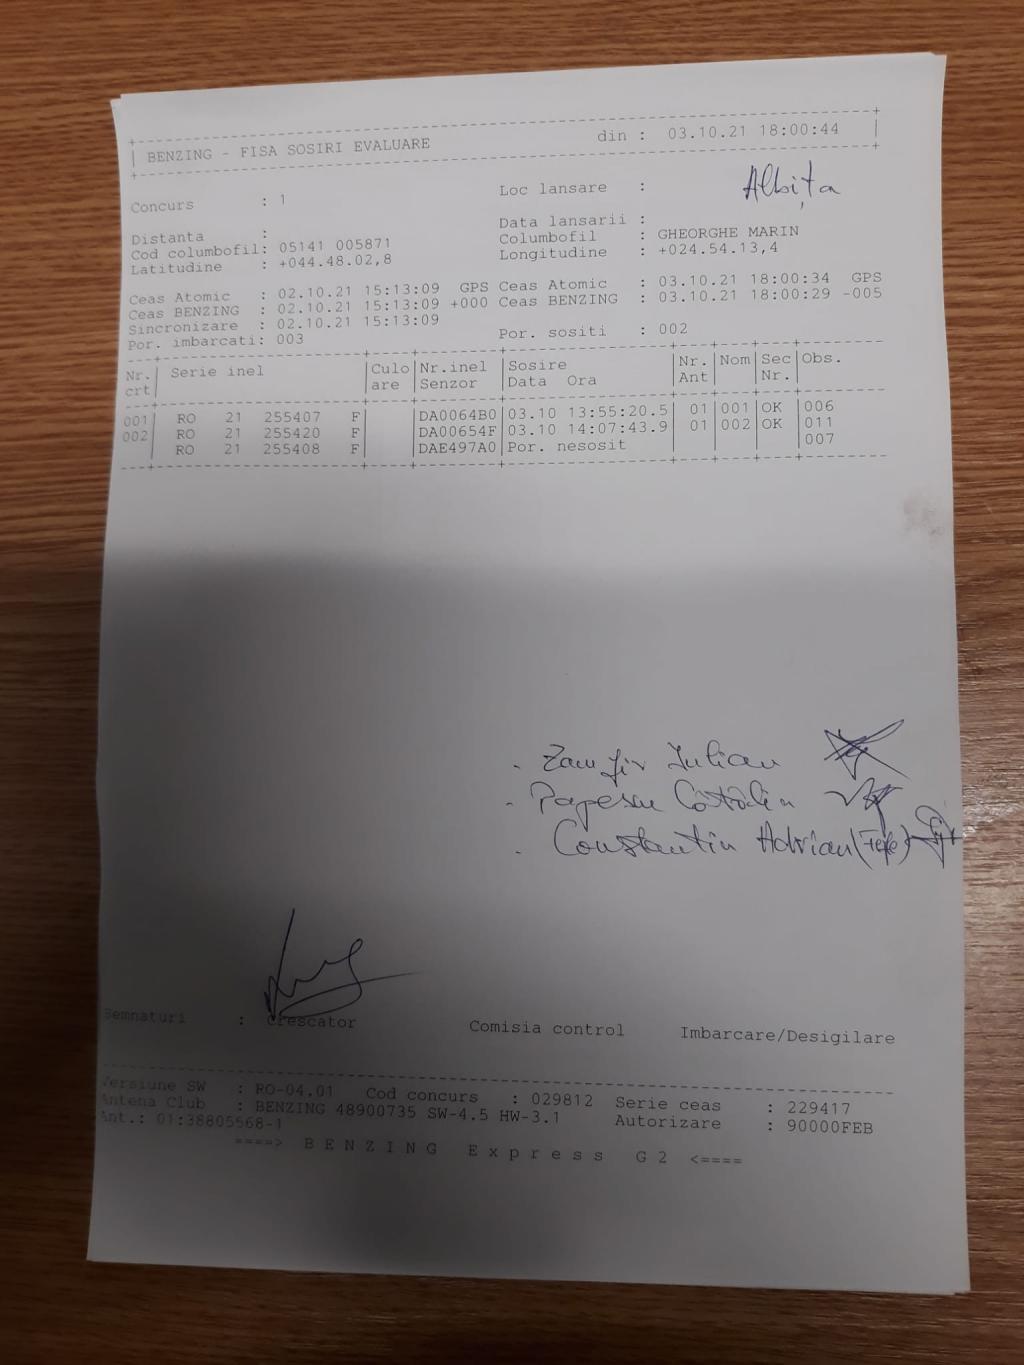 BENZING - FISA SOSIRI EVALUARE din : 03.10.21 18:00:44
Concurs : 1 Loc lansare : Albița
Distanta : Data lansarii :
Cod columbofil: 05141 005871 Columbofil : GHEORGHE MARIN
Latitudine : +044.48.02,8 Longitudine : +024.54.13,4
Ceas Atomic : 02.10.21 15:13:09 GPS Ceas Atomic : 03.10.21 18:00:34 GPS
Ceas BENZING : 02.10.21 15:13:09 +000 Ceas BENZING : 03.10.21 18:00:29 -005
Sincronizare : 02.10.21 15:13:09
Por. imbarcati: 003 Por. sositi : 002
Nr. Serie inel Culo Nr.inel Sosire Nr. Nom Sec Obs.
crt are Senzor Data Ora Ant Nr.
001 RO 21 255407 F DA0064B0 03.10 13:55:20.5 01 001 OK 006
002 RO 21 255420 F DA00654F 03.10 14:07:43.9 01 002 OK 011
RO 21 255408 F DAE497A0 Por. nesosit 007
- Zamfir Iulian
- Popescu Cătălin
- Constantin Adrian (Fefe)
Semnaturi : Crescator Comisia control Imbarcare/Desigilare
Versiune SW : RO-04.01 Cod concurs : 029812 Serie ceas : 229417
Antena Club : BENZING 48900735 SW-4.5 HW-3.1 Autorizare : 90000FEB
Ant.: 01:38805568-1
====> B E N Z I N G E x p r e s s G 2 <====